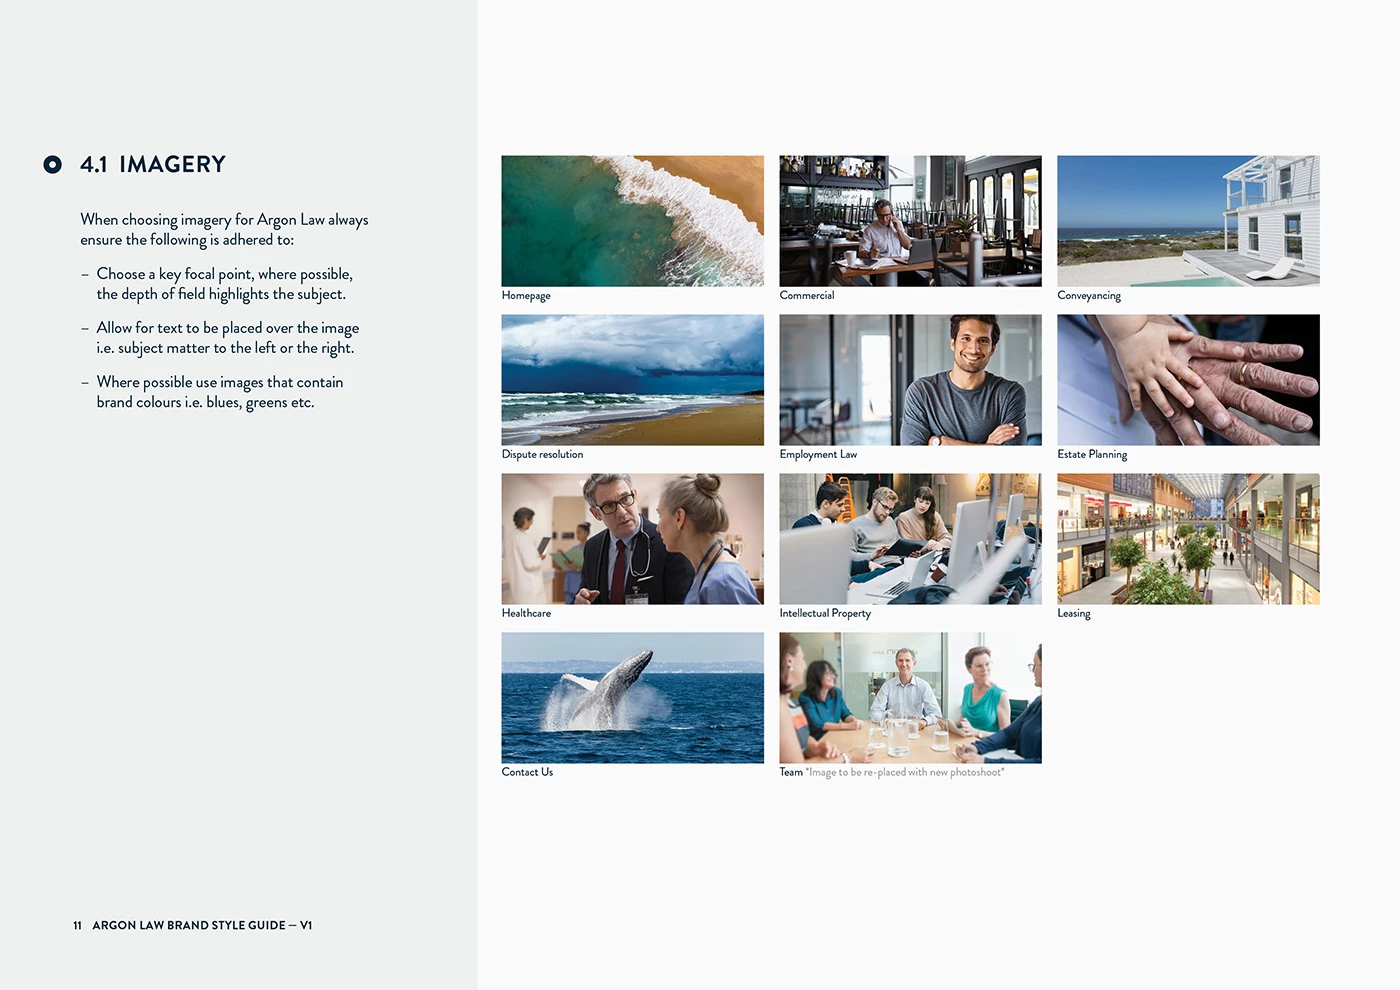 4.1 IMAGERY
When choosing imagery for Argon Law always
ensure the following is adhered to:
– Choose a key focal point, where possible,
the depth of field highlights the subject.
– Allow for text to be placed over the image
i.e. subject matter to the left or the right.
– Where possible use images that contain
brand colours i.e. blues, greens etc.
Homepage
Commercial
Conveyancing
Dispute resolution
Employment Law
Estate Planning
Healthcare
Intellectual Property
Leasing
Contact Us
Team *Image to be re-placed with new photoshoot*
11 ARGON LAW BRAND STYLE GUIDE — V1